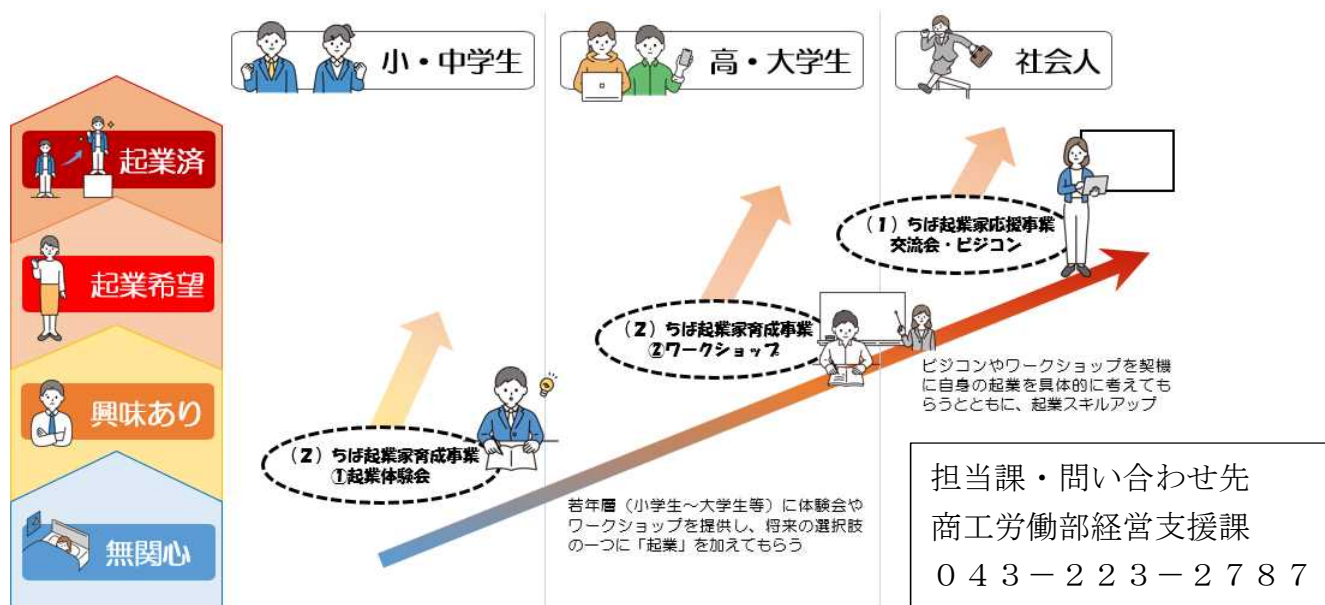 小・中学生
高・大学生
社会人
起業済
起業希望
興味あり
無関心
（１）ちば起業家応援事業
交流会・ビジコン
（２）ちば起業家育成事業
②ワークショップ
（２）ちば起業家育成事業
①起業体験会
ビジコンやワークショップを契機
に自身の起業を具体的に考えても
らうとともに、起業スキルアップ
若年層（小学生～大学生等）に体験会や
ワークショップを提供し、将来の選択肢
の一つに「起業」を加えてもらう
担当課・問い合わせ先
商工労働部経営支援課
０４３－２２３－２７８７